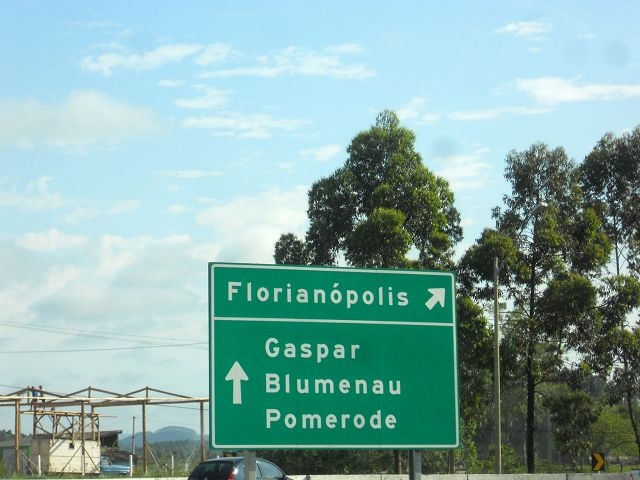 Florianópolis
Gaspar
Blumenau
Pomerode